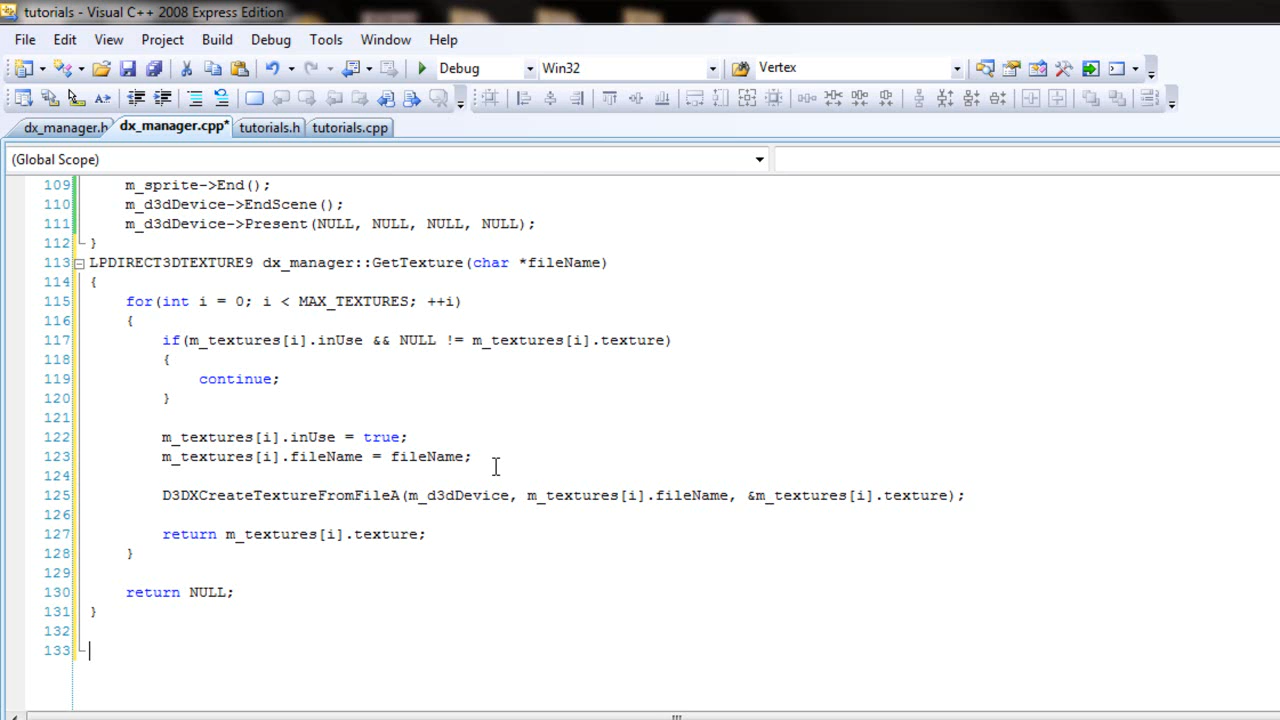 tutorials - Visual C++ 2008 Express Edition
File Edit View Project Build Debug Tools Window Help
Debug Win32 Vertex
dx_manager.h dx_manager.cpp* tutorials.h tutorials.cpp
(Global Scope)
109 m_sprite->End();
110 m_d3dDevice->EndScene();
111 m_d3dDevice->Present(NULL, NULL, NULL, NULL);
112 }
113 LPDIRECT3DTEXTURE9 dx_manager::GetTexture(char *fileName)
114 {
115 for(int i = 0; i < MAX_TEXTURES; ++i)
116 {
117 if(m_textures[i].inUse && NULL != m_textures[i].texture)
118 {
119 continue;
120 }
121
122 m_textures[i].inUse = true;
123 m_textures[i].fileName = fileName;
124
125 D3DXCreateTextureFromFileA(m_d3dDevice, m_textures[i].fileName, &m_textures[i].texture);
126
127 return m_textures[i].texture;
128 }
129
130 return NULL;
131 }
132
133